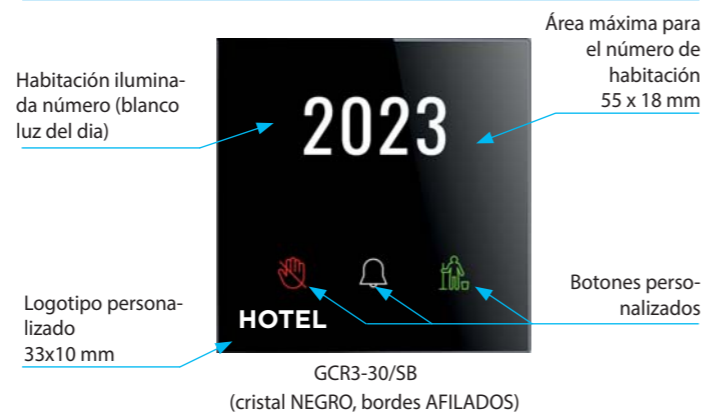 Área máxima para
el número de
habitación
55 x 18 mm
Habitación ilumina-
da número (blanco
luz del dia)
2023
Botones perso-
nalizados
Logotipo persona-
lizado
33x10 mm
HOTEL
GCR3-30/SB
(cristal NEGRO, bordes AFILADOS)